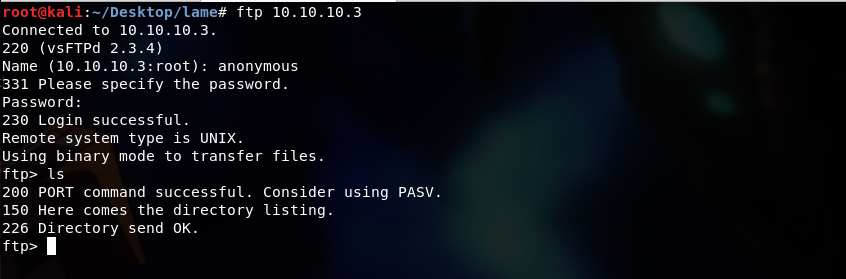 root@kali:~/Desktop/lame# ftp 10.10.10.3
Connected to 10.10.10.3.
220 (vsFTPd 2.3.4)
Name (10.10.10.3:root): anonymous
331 Please specify the password.
Password:
230 Login successful.
Remote system type is UNIX.
Using binary mode to transfer files.
ftp> ls
200 PORT command successful. Consider using PASV.
150 Here comes the directory listing.
226 Directory send OK.
ftp>